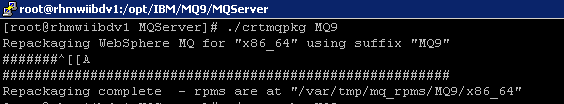 root@rhmwiibdv1:/opt/IBM/MQ9/MQServer
[root@rhmwiibdv1 MQServer]# ./crtmqpkg MQ9
Repackaging WebSphere MQ for "x86_64" using suffix "MQ9"
#######^[[A
#########################################################
Repackaging complete - rpms are at "/var/tmp/mq_rpms/MQ9/x86_64"